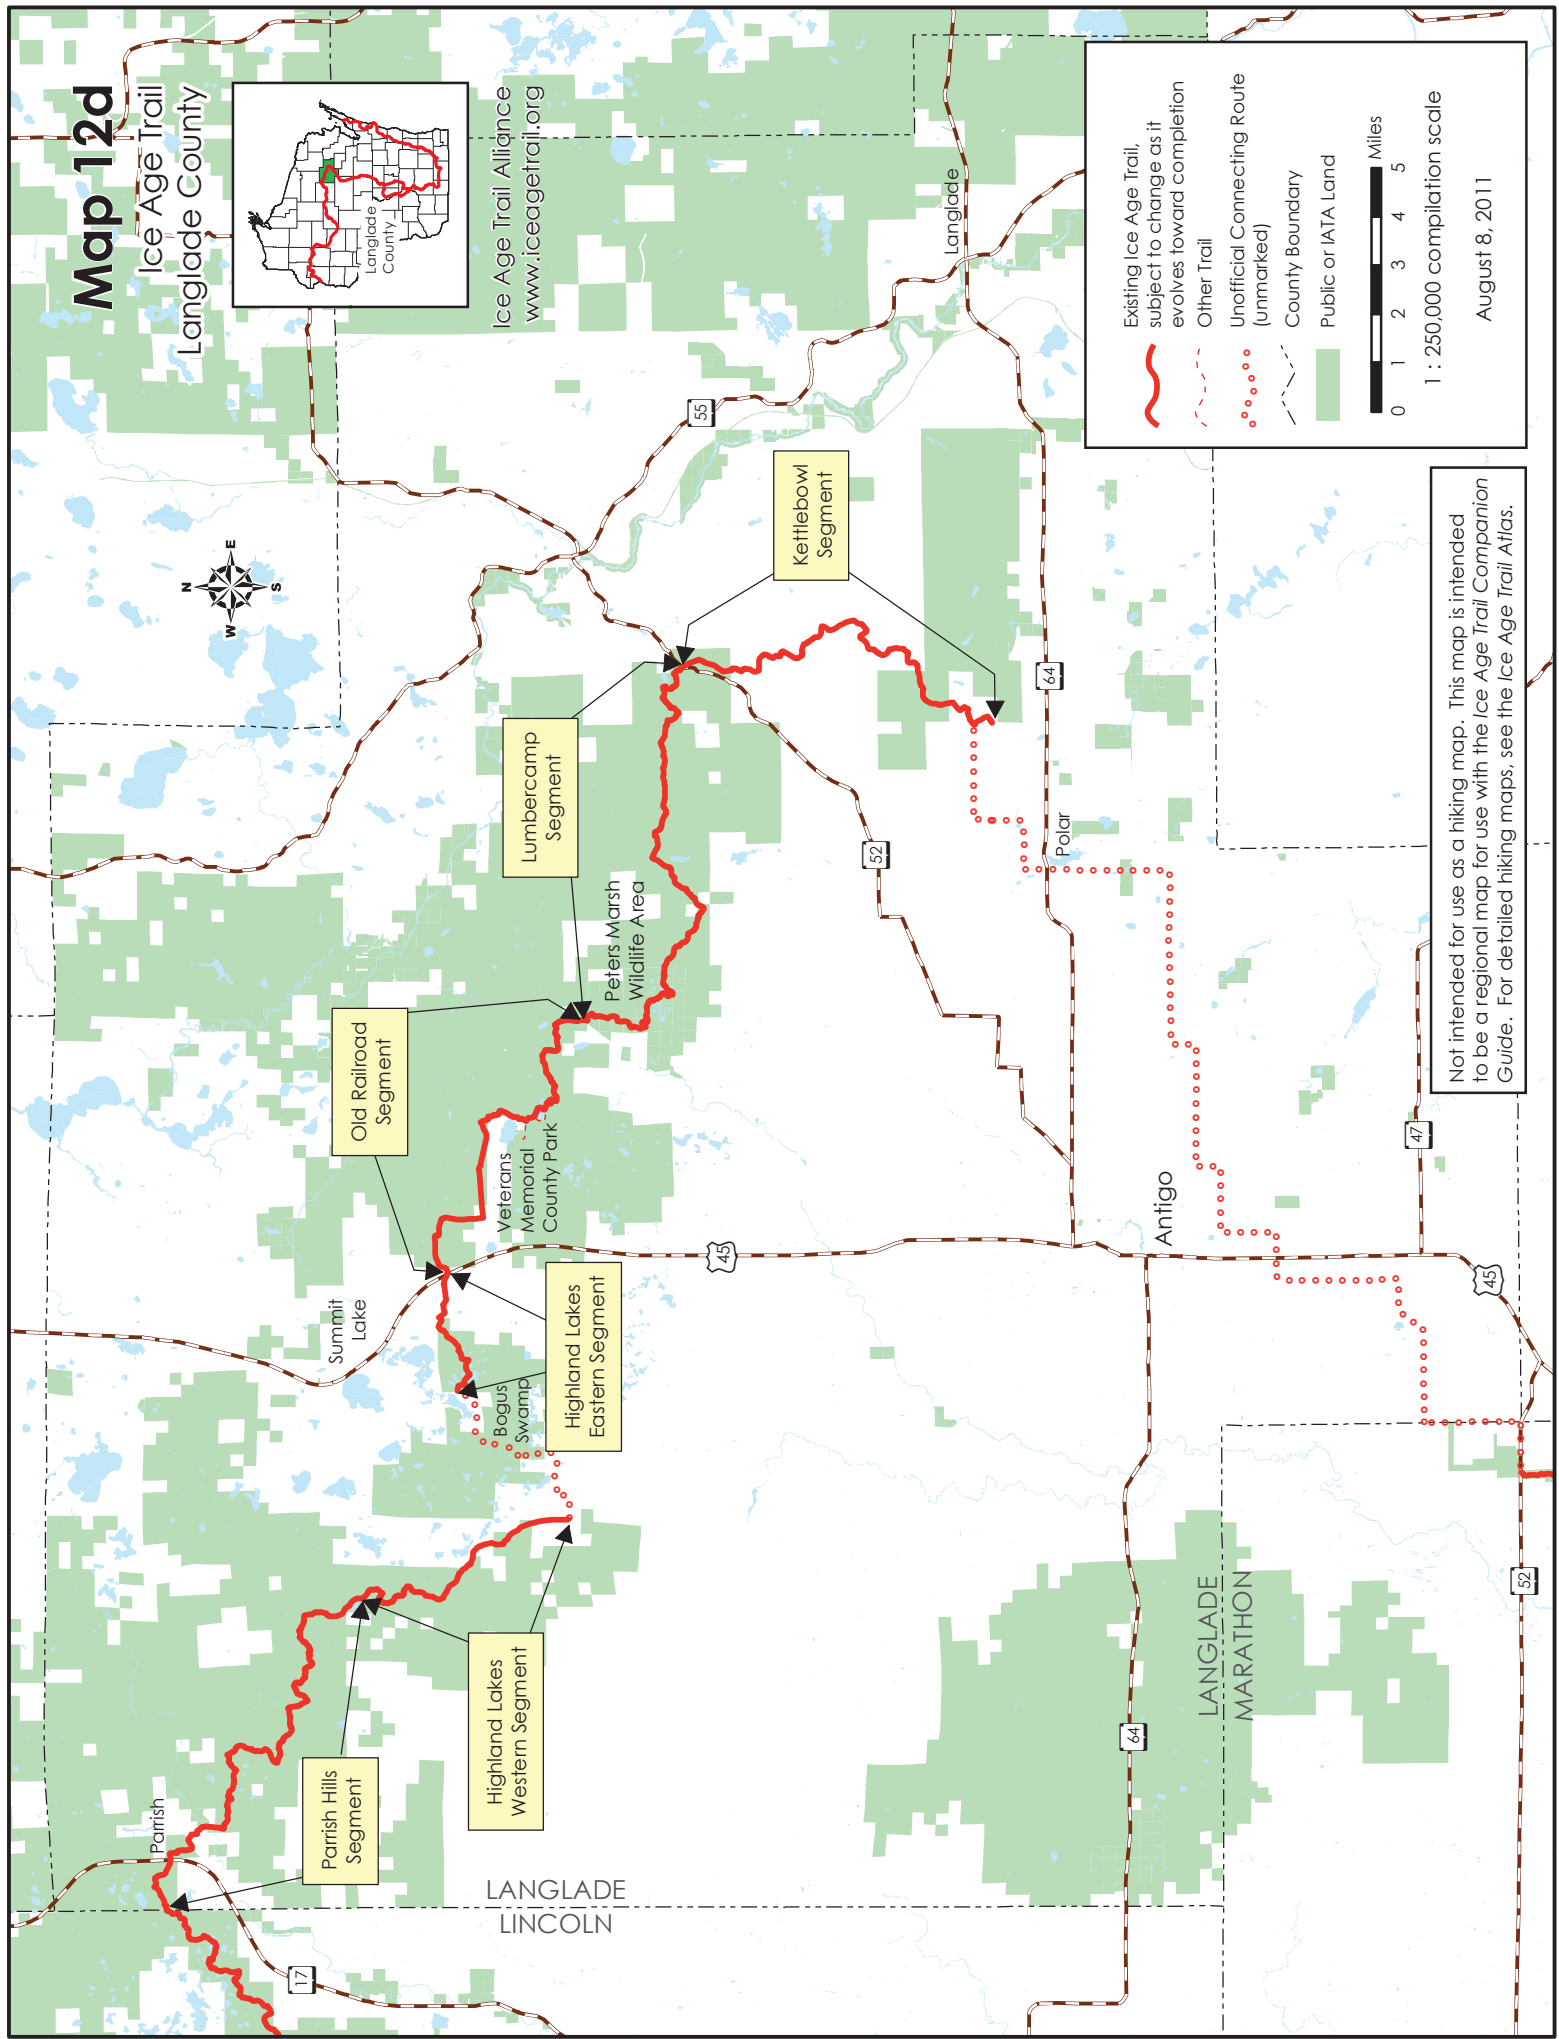 Map 12d
Ice Age Trail
Langlade County
Langlade
County
Ice Age Trail Alliance
www.iceagetrail.org
N
W
E
S
Parrish
Parrish Hills
Segment
Highland Lakes
Western Segment
Summit
Lake
Bogus
Swamp
Highland Lakes
Eastern Segment
Old Railroad
Segment
Veterans
Memorial
County Park
Lumbercamp
Segment
Peters Marsh
Wildlife Area
Kettlebowl
Segment
Langlade
Polar
Antigo
LANGLADE
LINCOLN
LANGLADE
MARATHON
17
45
55
52
64
64
47
45
52
Existing Ice Age Trail,
subject to change as it
evolves toward completion
Other Trail
Unofficial Connecting Route
(unmarked)
County Boundary
Public or IATA Land
0 1 2 3 4 5 Miles
1 : 250,000 compilation scale
August 8, 2011
Not intended for use as a hiking map. This map is intended
to be a regional map for use with the Ice Age Trail Companion
Guide. For detailed hiking maps, see the Ice Age Trail Atlas.